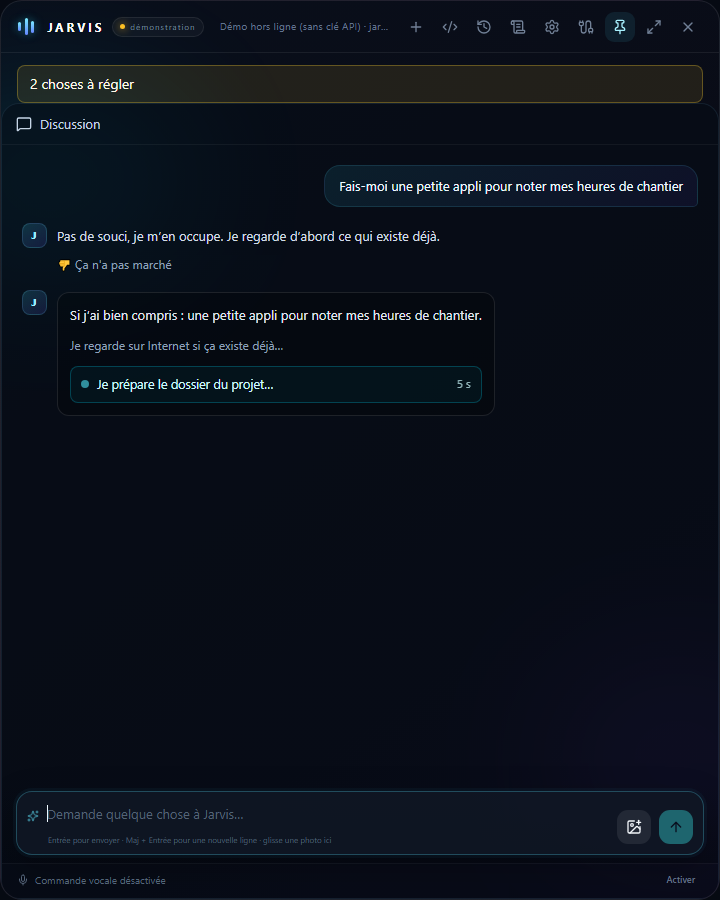 JARVIS
démonstration
Démo hors ligne (sans clé API) · jar...
2 choses à régler
Discussion
Fais-moi une petite appli pour noter mes heures de chantier
J
Pas de souci, je m'en occupe. Je regarde d'abord ce qui existe déjà.
Ça n'a pas marché
J
Si j'ai bien compris : une petite appli pour noter mes heures de chantier.
Je regarde sur Internet si ça existe déjà...
Je prépare le dossier du projet... 5 s
Demande quelque chose à Jarvis...
Entrée pour envoyer · Maj + Entrée pour une nouvelle ligne · glisse une photo ici
Commande vocale désactivée
Activer